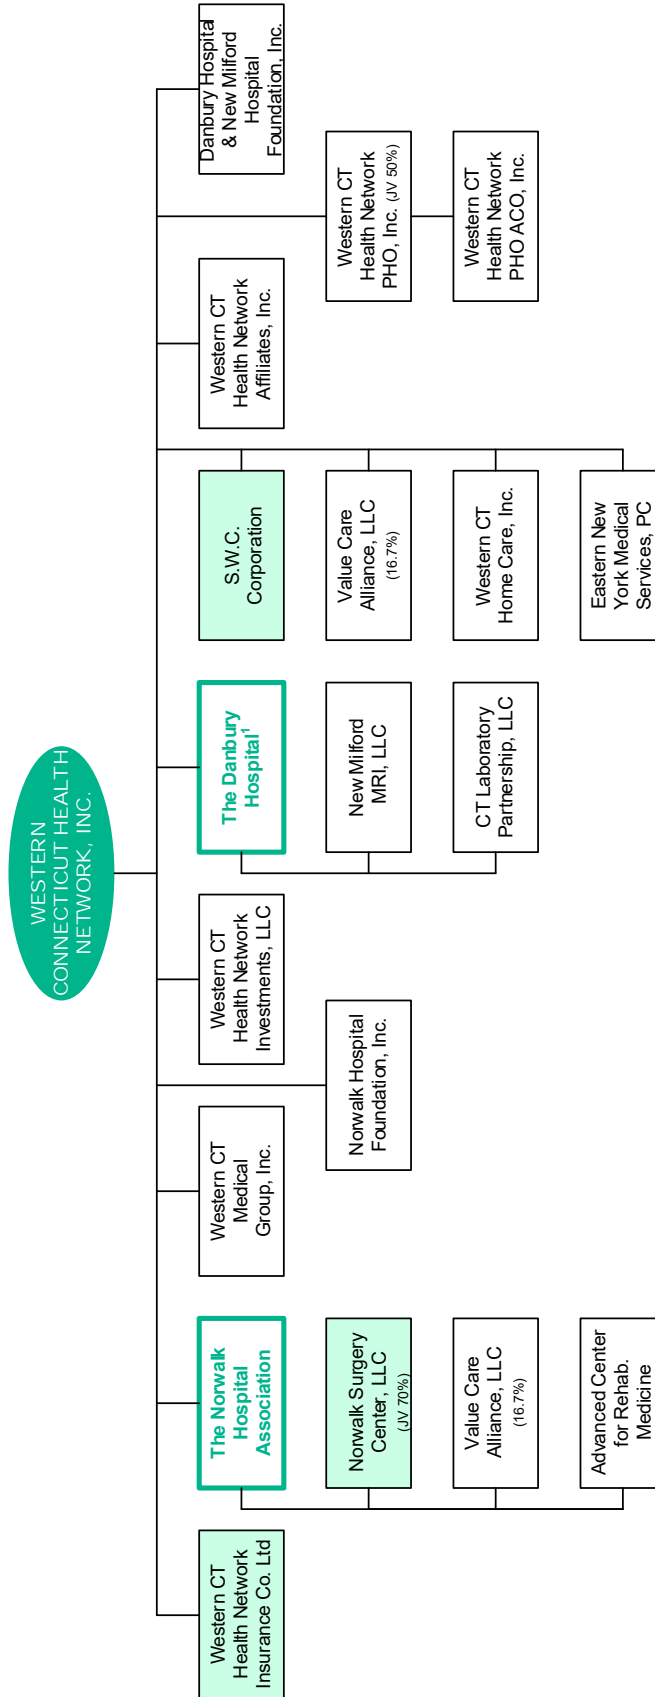 WESTERN
CONNECTICUT HEALTH
NETWORK, INC.
Western CT
Health Network
Insurance Co. Ltd
The Norwalk
Hospital
Association
Western CT
Medical
Group, Inc.
Western CT
Health Network
Investments, LLC
The Danbury
Hospital¹
S.W.C.
Corporation
Western CT
Health Network
Affiliates, Inc.
Danbury Hospital
& New Milford
Hospital
Foundation, Inc.
Norwalk Surgery
Center, LLC
(JV 70%)
Norwalk Hospital
Foundation, Inc.
New Milford
MRI, LLC
Value Care
Alliance, LLC
(16.7%)
Western CT
Health Network
PHO, Inc. (JV 50%)
Value Care
Alliance, LLC
(16.7%)
CT Laboratory
Partnership, LLC
Western CT
Home Care, Inc.
Western CT
Health Network
PHO ACO, Inc.
Advanced Center
for Rehab.
Medicine
Eastern New
York Medical
Services, PC